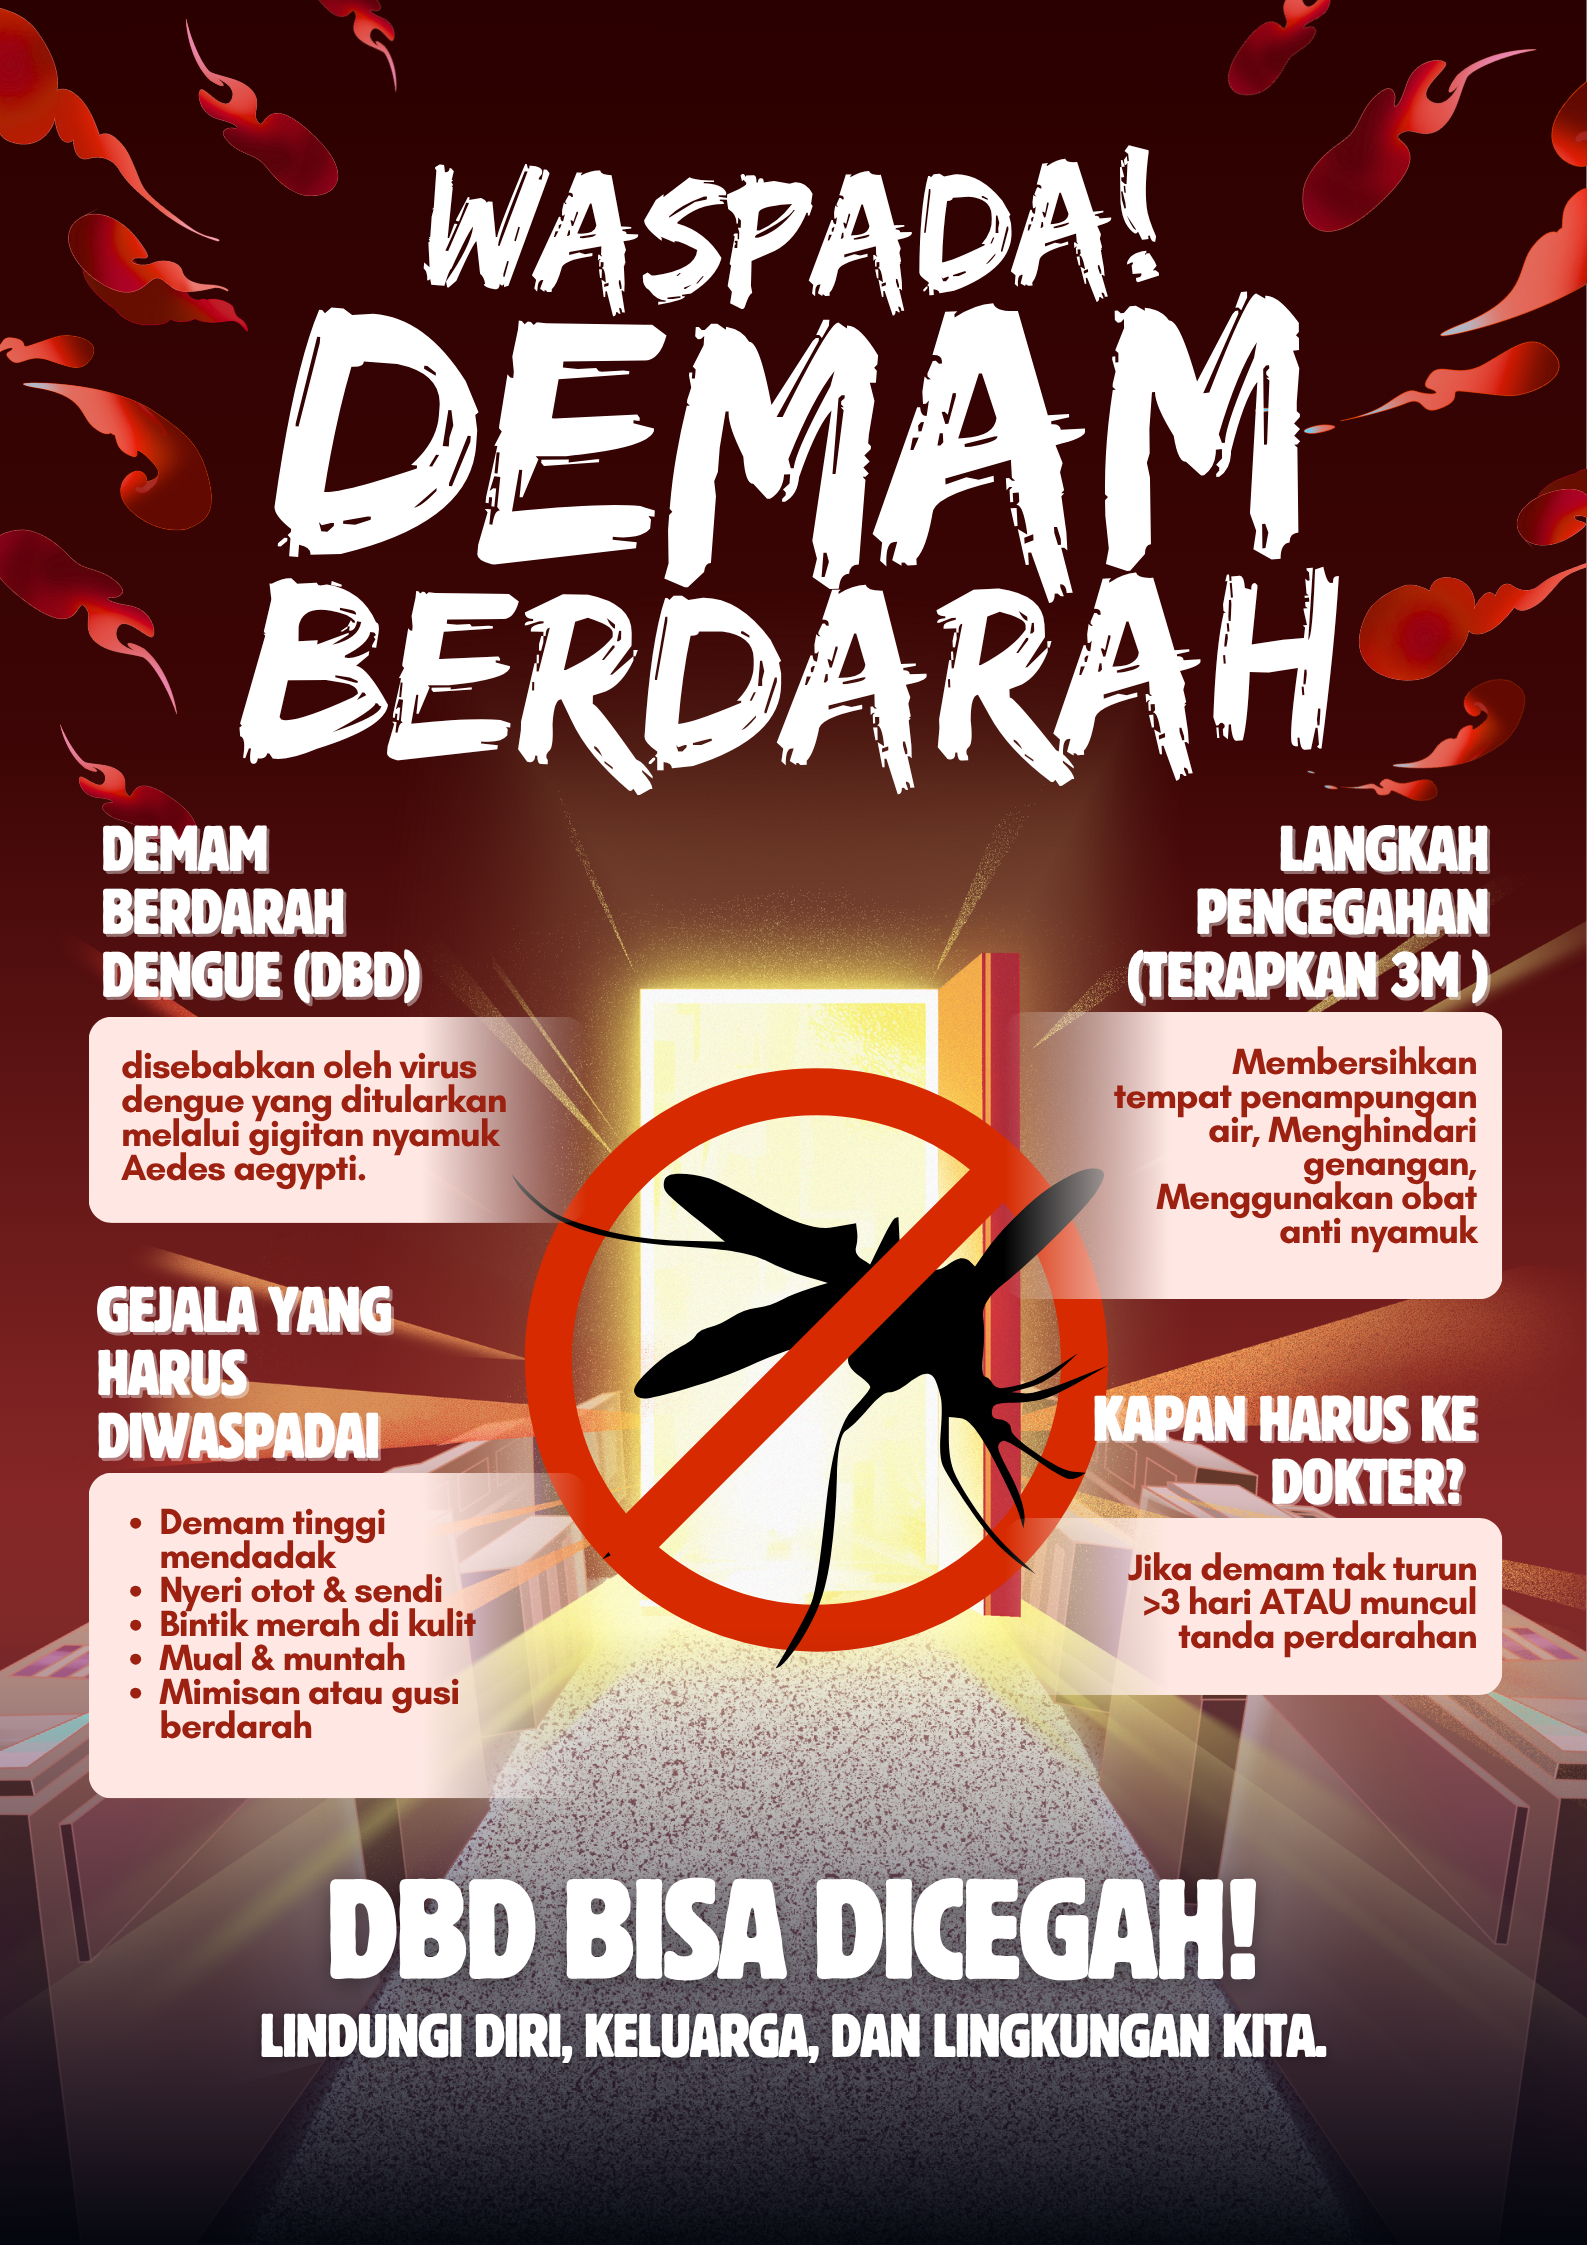 WASPADA!
DEMAM
BERDARAH
DEMAM
BERDARAH
DENGUE (DBD)
disebabkan oleh virus
dengue yang ditularkan
melalui gigitan nyamuk
Aedes aegypti.
GEJALA YANG
HARUS
DIWASPADAI
• Demam tinggi
mendadak
• Nyeri otot & sendi
• Bintik merah di kulit
• Mual & muntah
• Mimisan atau gusi
berdarah
LANGKAH
PENCEGAHAN
(TERAPKAN 3M )
Membersihkan
tempat penampungan
air, Menghindari
genangan,
Menggunakan obat
anti nyamuk
KAPAN HARUS KE
DOKTER?
Jika demam tak turun
>3 hari ATAU muncul
tanda perdarahan
DBD BISA DICEGAH!
LINDUNGI DIRI, KELUARGA, DAN LINGKUNGAN KITA.